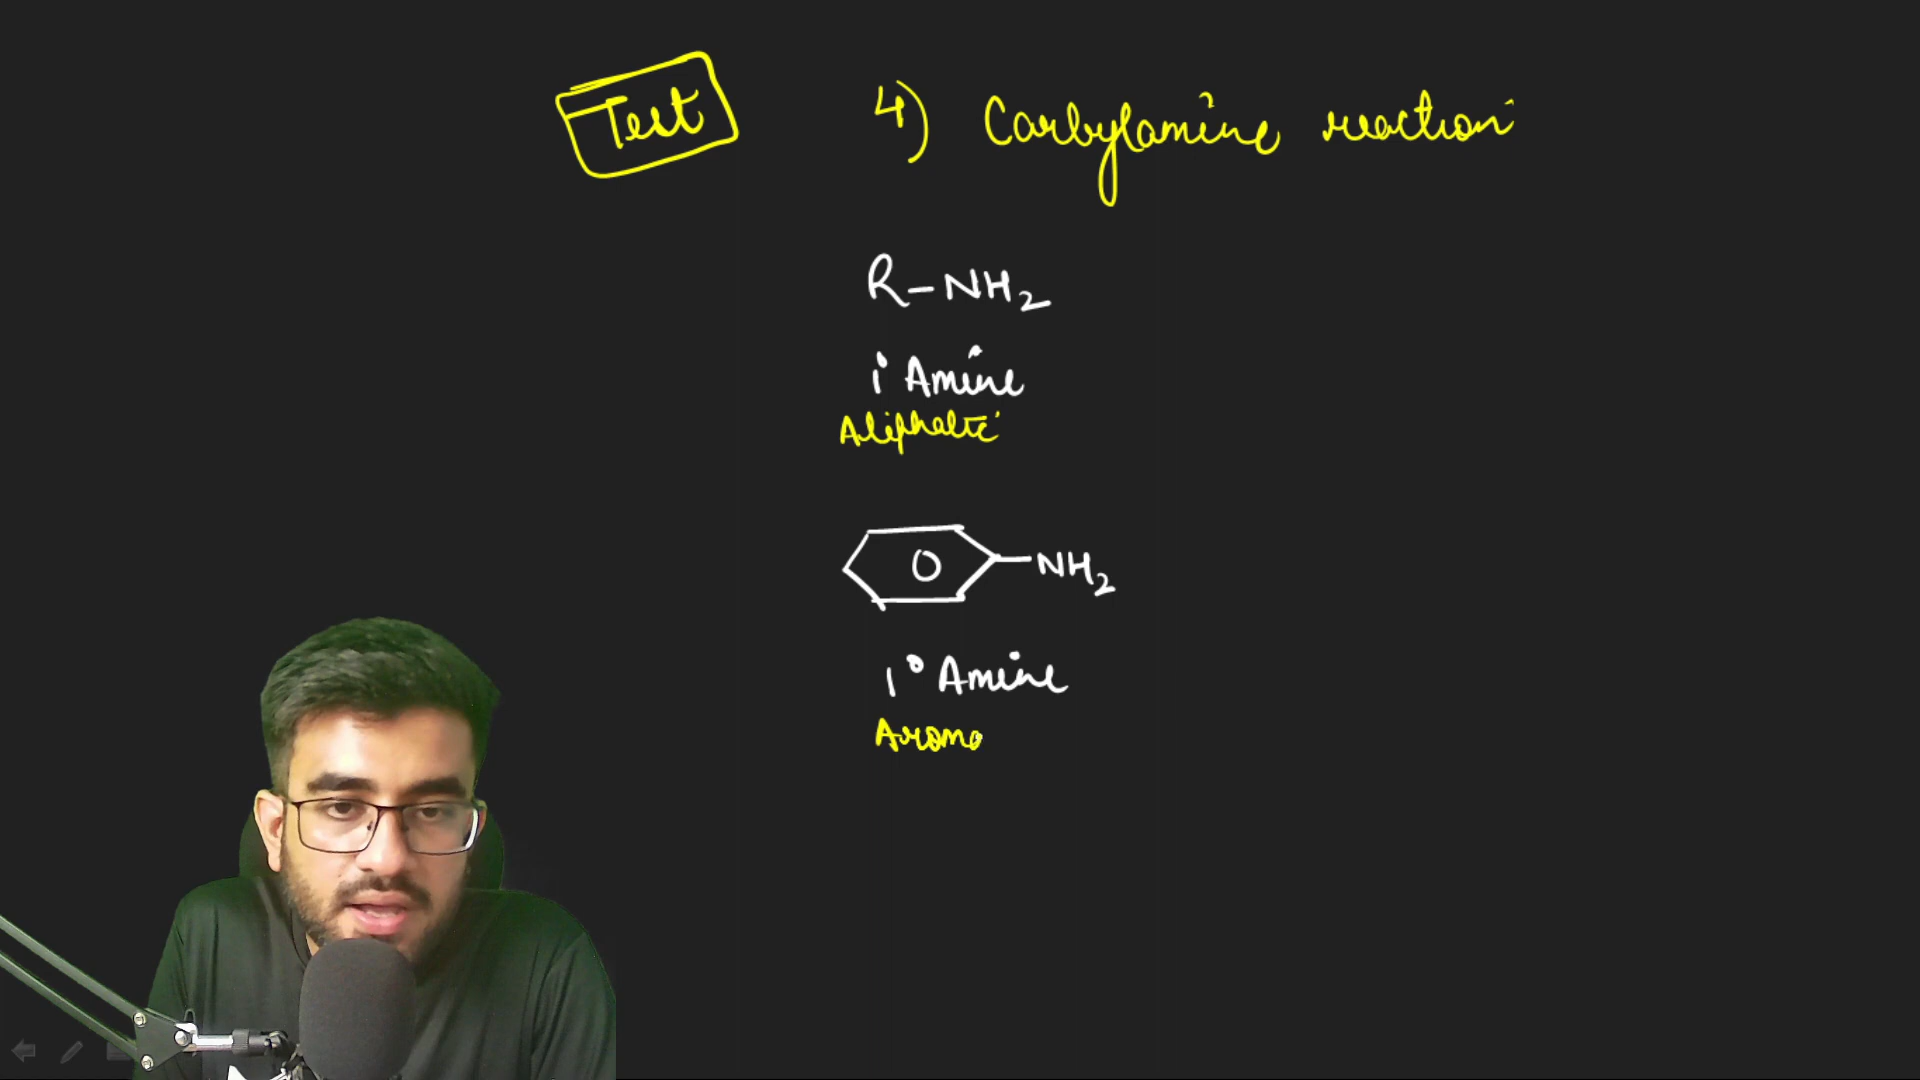 Test
4) Carbylamine reaction
R-NH2
1° Amine
Aliphatic
NH2
1° Amine
Aroma